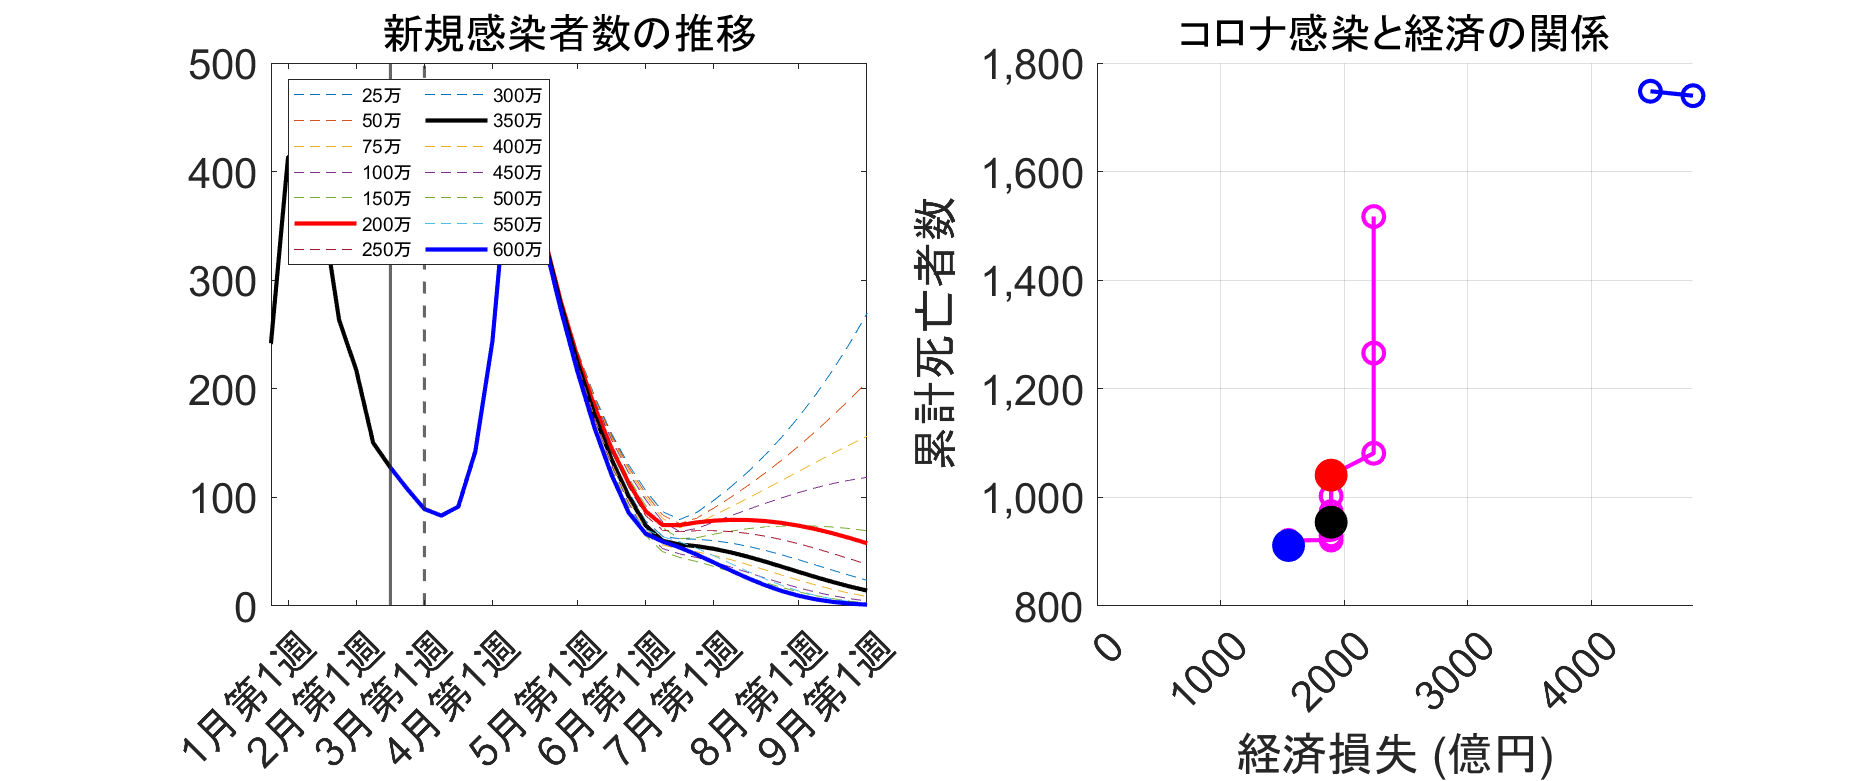 新規感染者数の推移
500
400
300
200
100
0
25万
50万
75万
100万
150万
200万
250万
300万
350万
400万
450万
500万
550万
600万
1月第1週
2月第1週
3月第1週
4月第1週
5月第1週
6月第1週
7月第1週
8月第1週
9月第1週
コロナ感染と経済の関係
累計死亡者数
1,800
1,600
1,400
1,200
1,000
800
0
1000
2000
3000
4000
経済損失 (億円)